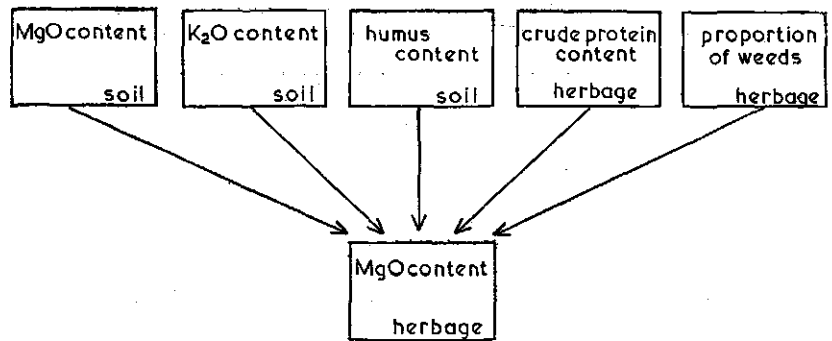 MgO content
soil
K₂O content
soil
humus
content
soil
crude protein
content
herbage
proportion
of weeds
herbage
MgO content
herbage